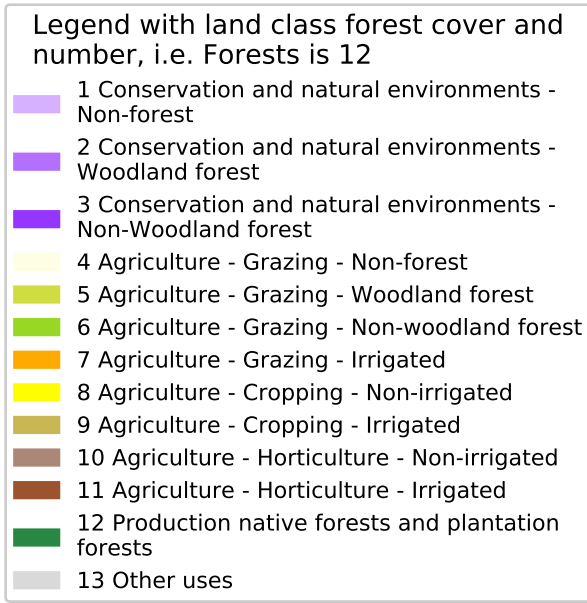 Legend with land class forest cover and
number, i.e. Forests is 12
1 Conservation and natural environments -
Non-forest
2 Conservation and natural environments -
Woodland forest
3 Conservation and natural environments -
Non-Woodland forest
4 Agriculture - Grazing - Non-forest
5 Agriculture - Grazing - Woodland forest
6 Agriculture - Grazing - Non-woodland forest
7 Agriculture - Grazing - Irrigated
8 Agriculture - Cropping - Non-irrigated
9 Agriculture - Cropping - Irrigated
10 Agriculture - Horticulture - Non-irrigated
11 Agriculture - Horticulture - Irrigated
12 Production native forests and plantation
forests
13 Other uses